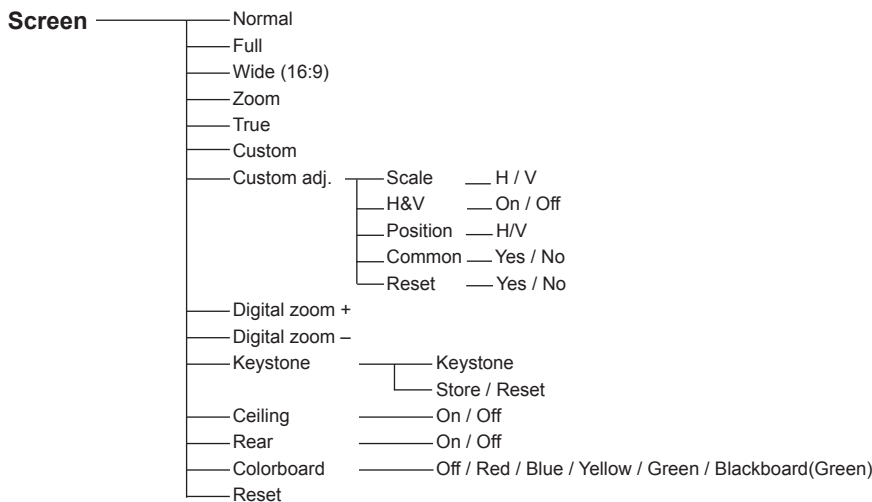 Screen Normal
Full
Wide (16:9)
Zoom
True
Custom
Custom adj. Scale H / V
H&V On / Off
Position H/V
Common Yes / No
Reset Yes / No
Digital zoom +
Digital zoom –
Keystone Keystone
Store / Reset
Ceiling On / Off
Rear On / Off
Colorboard Off / Red / Blue / Yellow / Green / Blackboard(Green)
Reset